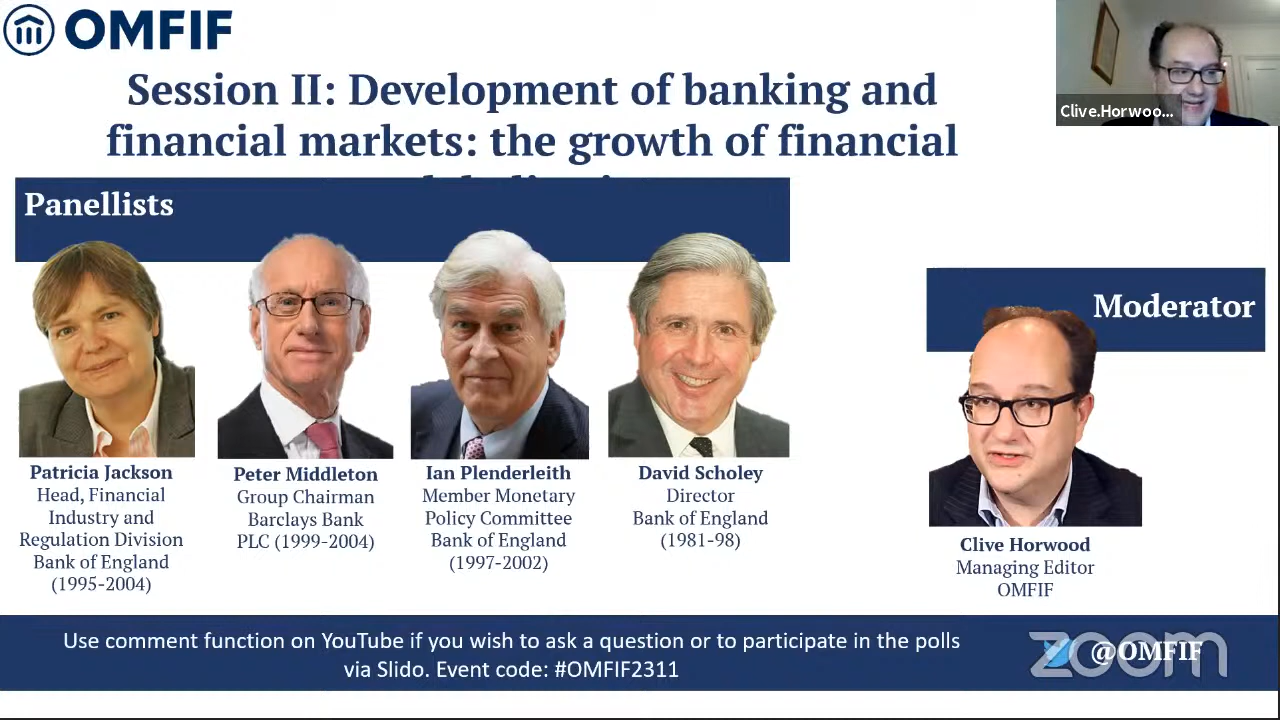 OMFIF
Session II: Development of banking and
financial markets: the growth of financial
Clive.Horwoo...
Panellists
Moderator
Patricia Jackson
Head, Financial
Industry and
Regulation Division
Bank of England
(1995-2004)
Peter Middleton
Group Chairman
Barclays Bank
PLC (1999-2004)
Ian Plenderleith
Member Monetary
Policy Committee
Bank of England
(1997-2002)
David Scholey
Director
Bank of England
(1981-98)
Clive Horwood
Managing Editor
OMFIF
Use comment function on YouTube if you wish to ask a question or to participate in the polls
via Slido. Event code: #OMFIF2311
@OMFIF
zoom